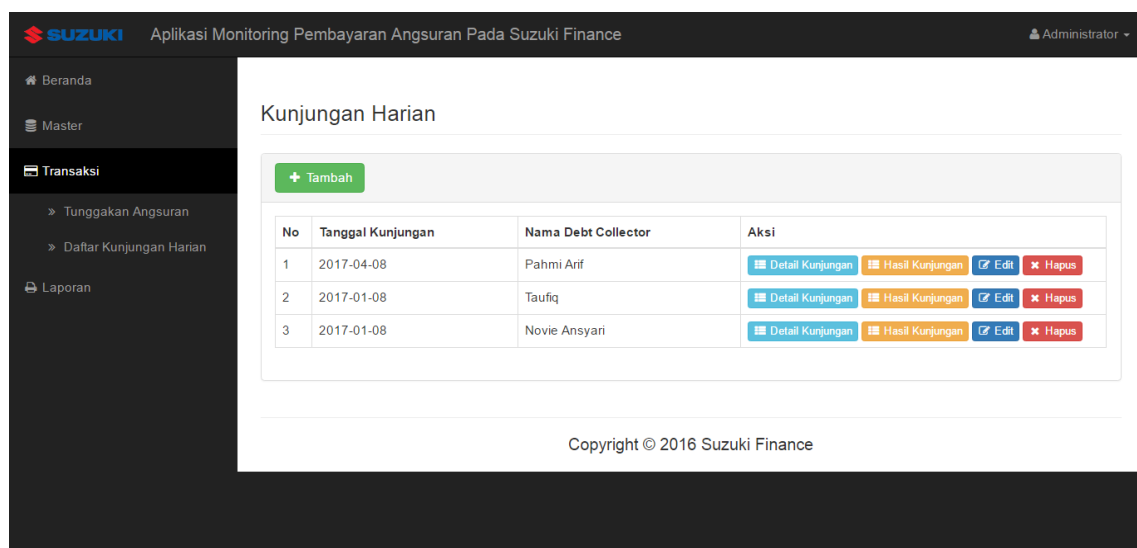 SUZUKI Aplikasi Monitoring Pembayaran Angsuran Pada Suzuki Finance Administrator
Beranda
Master
Transaksi
Tunggakan Angsuran
Daftar Kunjungan Harian
Laporan
Kunjungan Harian
Tambah
No Tanggal Kunjungan Nama Debt Collector Aksi
1 2017-04-08 Pahmi Arif Detail Kunjungan Hasil Kunjungan Edit Hapus
2 2017-01-08 Taufiq Detail Kunjungan Hasil Kunjungan Edit Hapus
3 2017-01-08 Novie Ansyari Detail Kunjungan Hasil Kunjungan Edit Hapus
Copyright © 2016 Suzuki Finance